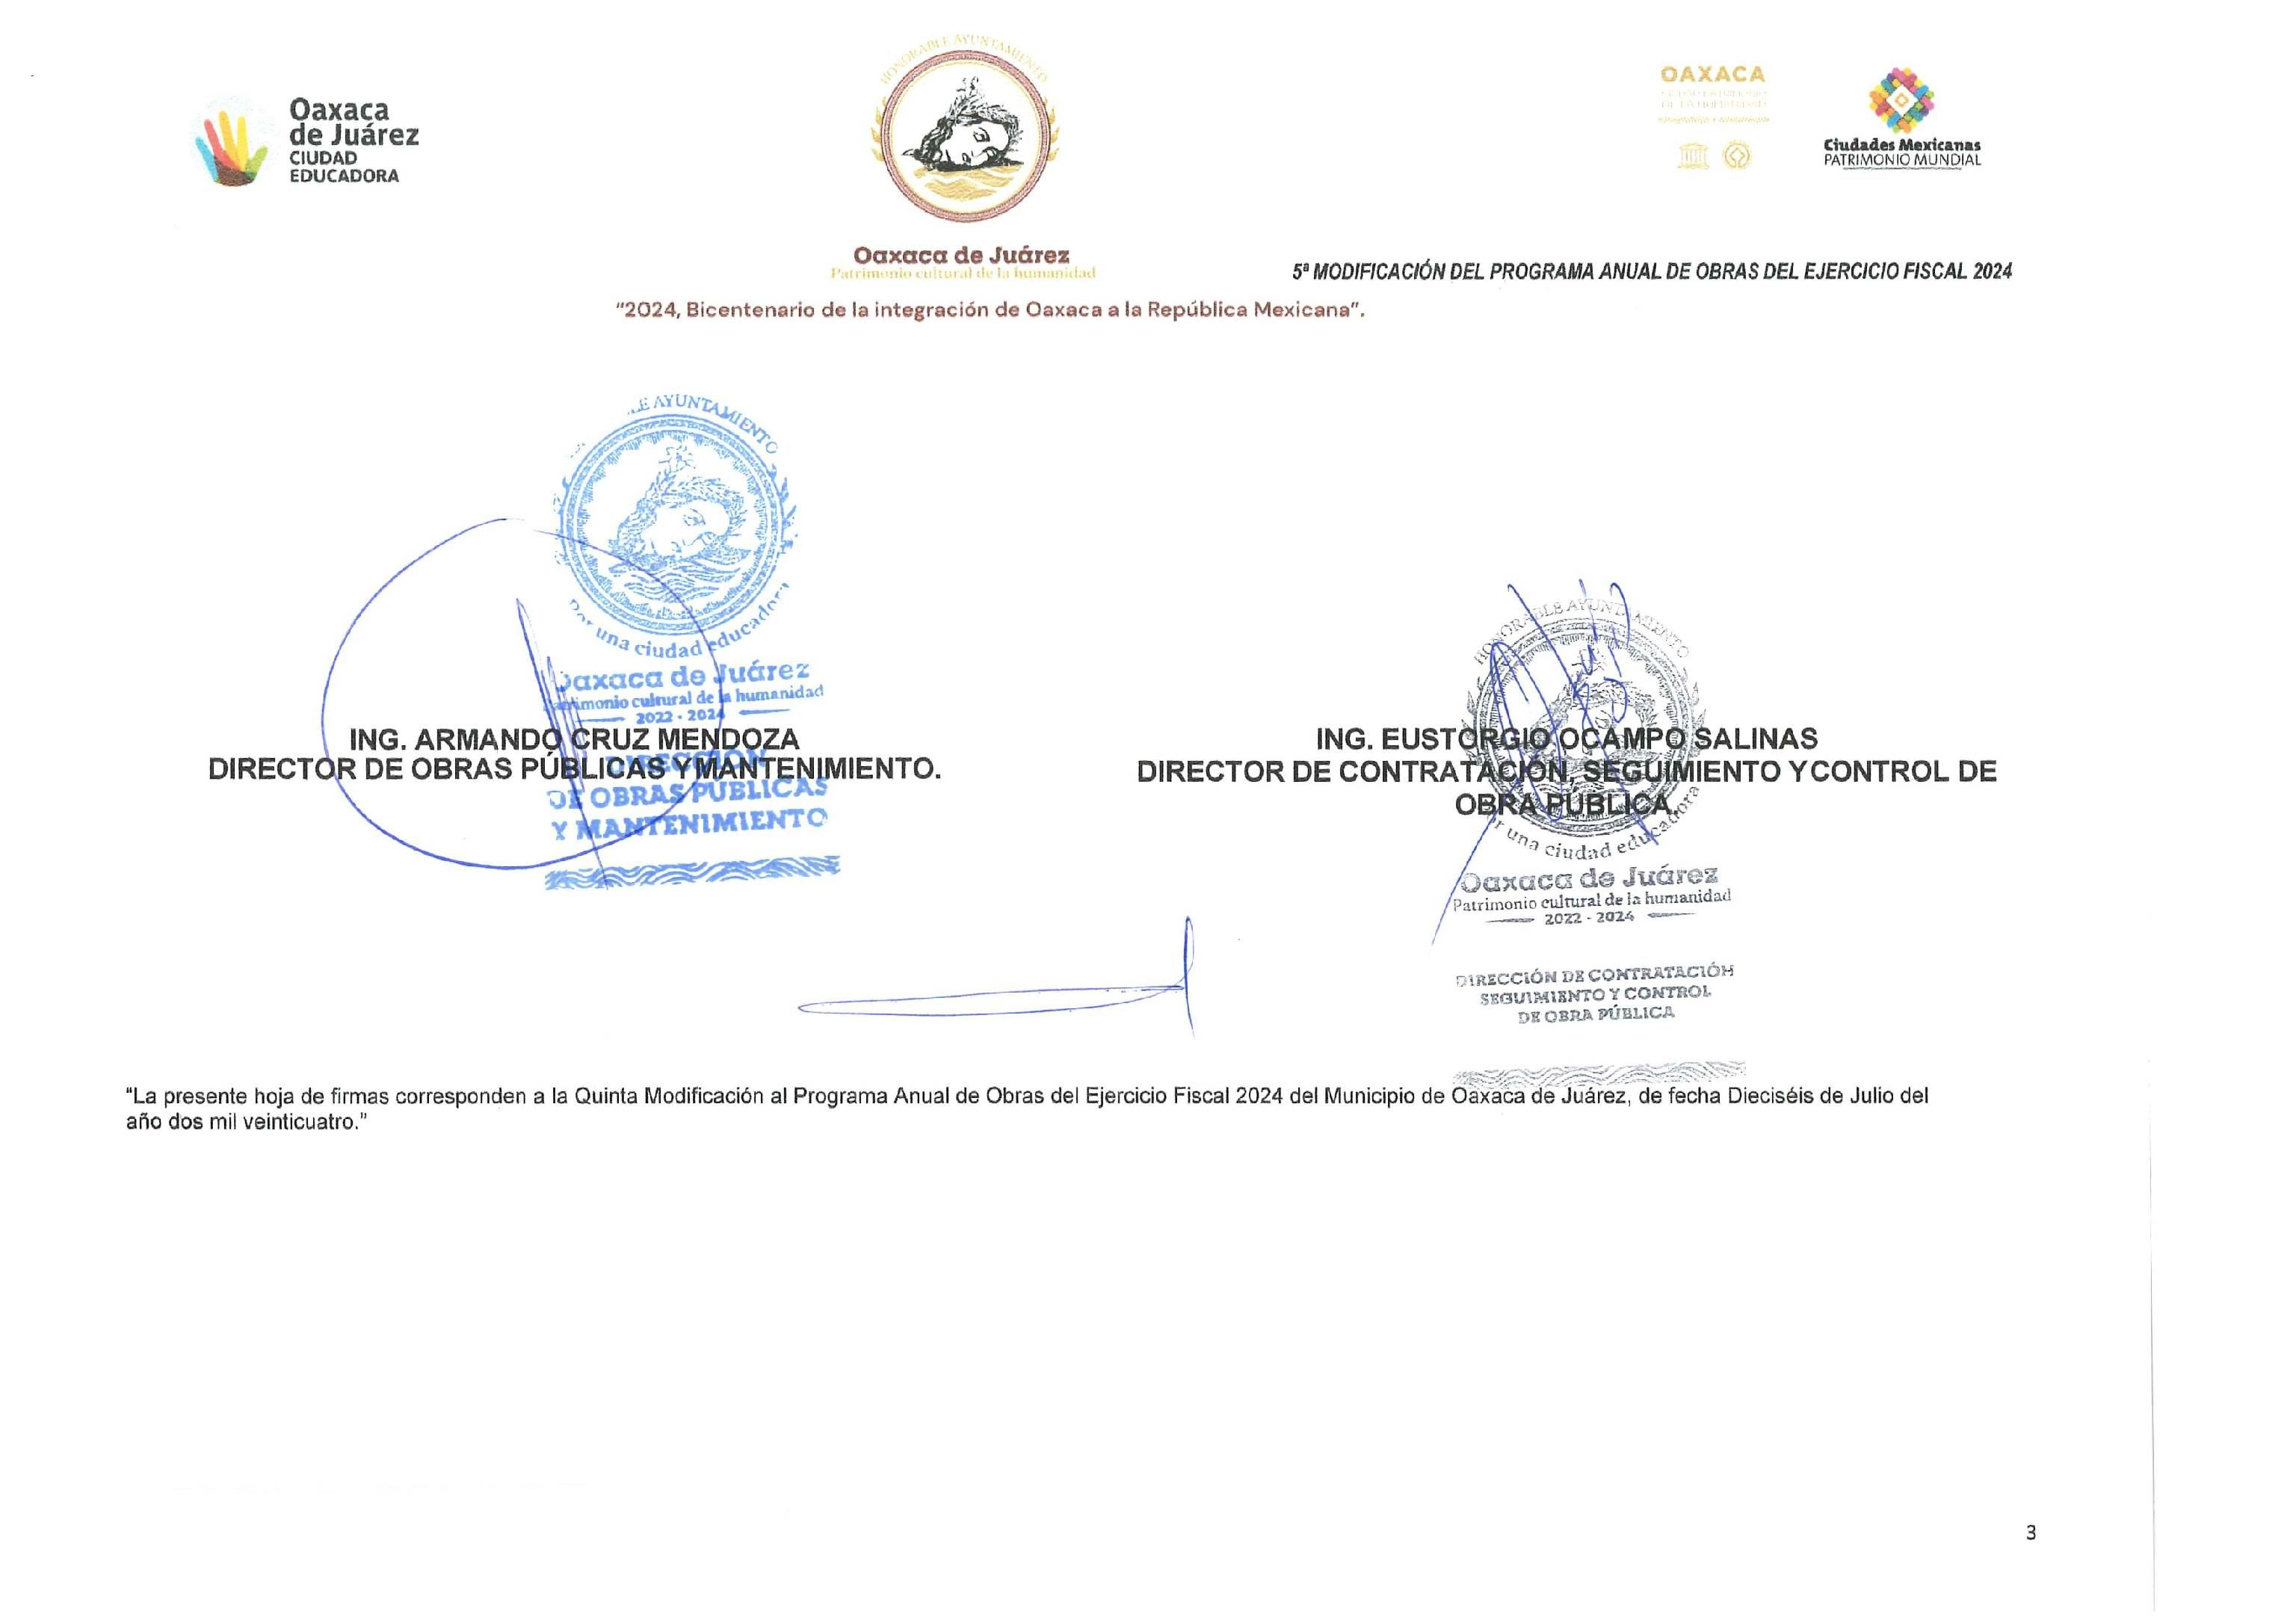 Oaxaca
de Juárez
CIUDAD
EDUCADORA
HONORABLE AYUNTAMIENTO
Oaxaca de Juárez
Patrimonio cultural de la humanidad
OAXACA
Ciudades Mexicanas
PATRIMONIO MUNDIAL
5ª MODIFICACIÓN DEL PROGRAMA ANUAL DE OBRAS DEL EJERCICIO FISCAL 2024
“2024, Bicentenario de la integración de Oaxaca a la República Mexicana”.
AYUNTAMIENTO
una ciudad educadora
Oaxaca de Juárez
Patrimonio cultural de la humanidad
2022 - 2024
ING. ARMANDO CRUZ MENDOZA
DIRECTOR DE OBRAS PÚBLICAS Y MANTENIMIENTO.
DIRECCIÓN
DE OBRAS PÚBLICAS
Y MANTENIMIENTO
HONORABLE AYUNTAMIENTO
ING. EUSTORGIO OCAMPO SALINAS
DIRECTOR DE CONTRATACIÓN, SEGUIMIENTO Y CONTROL DE
OBRA PÚBLICA.
una ciudad educadora
Oaxaca de Juárez
Patrimonio cultural de la humanidad
2022 - 2024
DIRECCIÓN DE CONTRATACIÓN
SEGUIMIENTO Y CONTROL
DE OBRA PÚBLICA
“La presente hoja de firmas corresponden a la Quinta Modificación al Programa Anual de Obras del Ejercicio Fiscal 2024 del Municipio de Oaxaca de Juárez, de fecha Dieciséis de Julio del
año dos mil veinticuatro.”
3